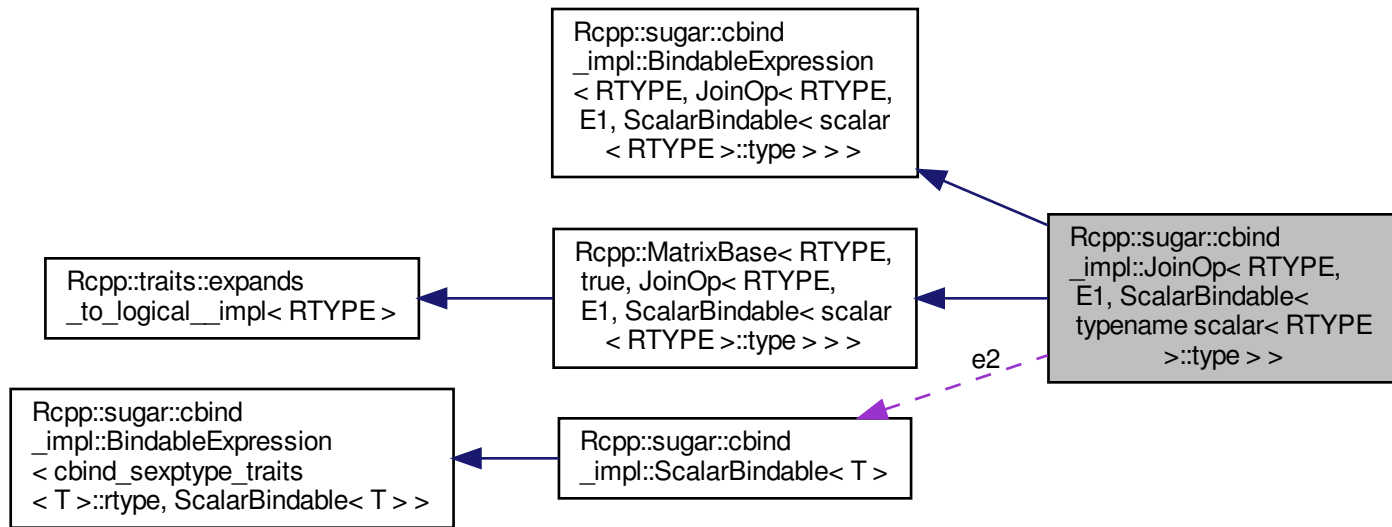 Rcpp::sugar::cbind
_impl::BindableExpression
< RTYPE, JoinOp< RTYPE,
E1, ScalarBindable< scalar
< RTYPE >::type > > >
Rcpp::traits::expands
_to_logical__impl< RTYPE >
Rcpp::MatrixBase< RTYPE,
true, JoinOp< RTYPE,
E1, ScalarBindable< scalar
< RTYPE >::type > > >
Rcpp::sugar::cbind
_impl::JoinOp< RTYPE,
E1, ScalarBindable<
typename scalar< RTYPE
>::type > >
e2
Rcpp::sugar::cbind
_impl::BindableExpression
< cbind_sexptype_traits
< T >::rtype, ScalarBindable< T > >
Rcpp::sugar::cbind
_impl::ScalarBindable< T >